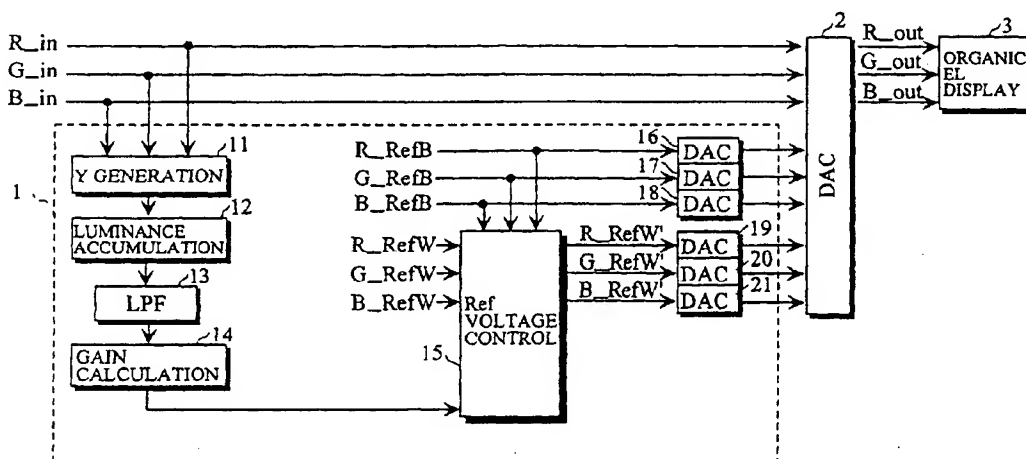 R_in
G_in
B_in
2
DAC
R_out
G_out
B_out
3
ORGANIC
EL
DISPLAY
1
11
Y GENERATION
12
LUMINANCE
ACCUMULATION
13
LPF
14
GAIN
CALCULATION
R_RefB
G_RefB
B_RefB
R_RefW
G_RefW
B_RefW
Ref
VOLTAGE
CONTROL
15
R_RefW'
G_RefW'
B_RefW'
16
DAC
17
DAC
18
DAC
19
DAC
20
DAC
21
DAC